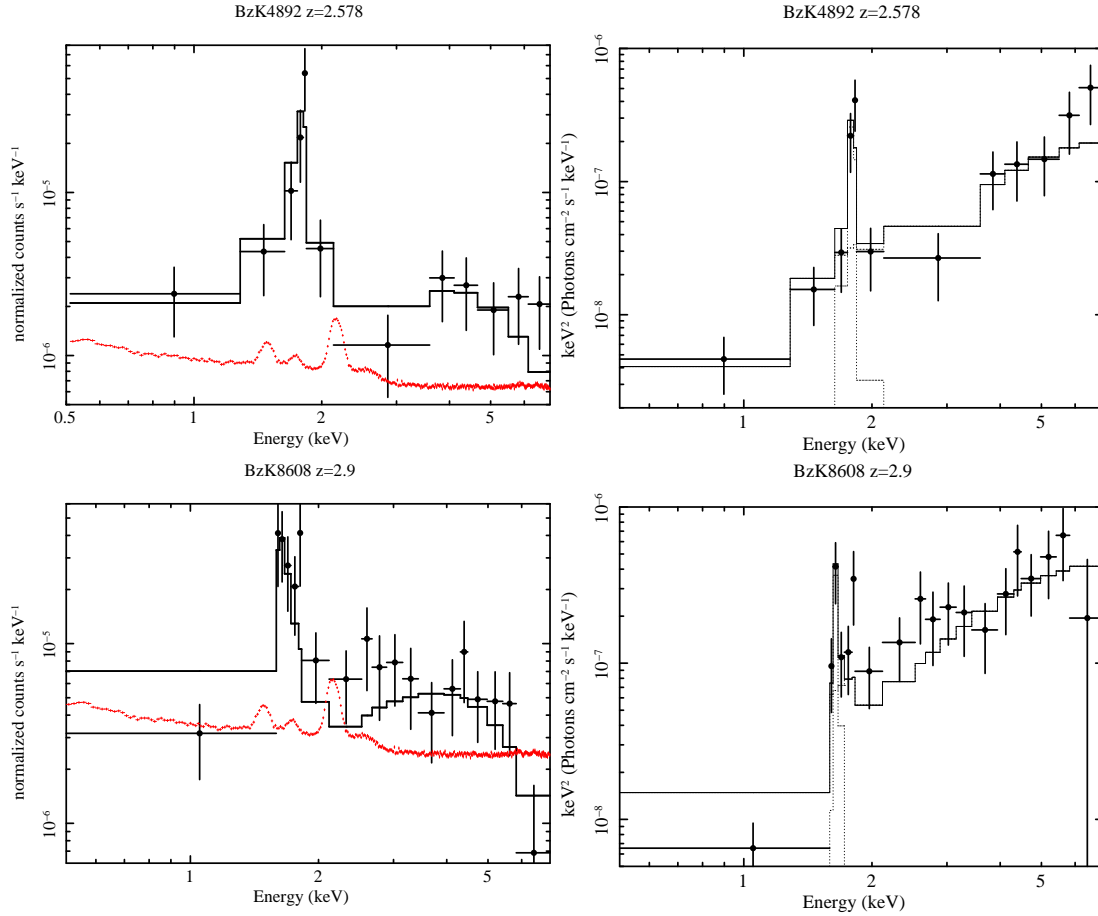 BzK4892 z=2.578
normalized counts s⁻¹ keV⁻¹
10⁻⁵
10⁻⁶
0.5 1 2 5
Energy (keV)
BzK4892 z=2.578
keV² (Photons cm⁻² s⁻¹ keV⁻¹)
10⁻⁶
10⁻⁷
10⁻⁸
1 2 5
Energy (keV)
BzK8608 z=2.9
normalized counts s⁻¹ keV⁻¹
10⁻⁵
10⁻⁶
1 2 5
Energy (keV)
BzK8608 z=2.9
keV² (Photons cm⁻² s⁻¹ keV⁻¹)
10⁻⁶
10⁻⁷
10⁻⁸
1 2 5
Energy (keV)